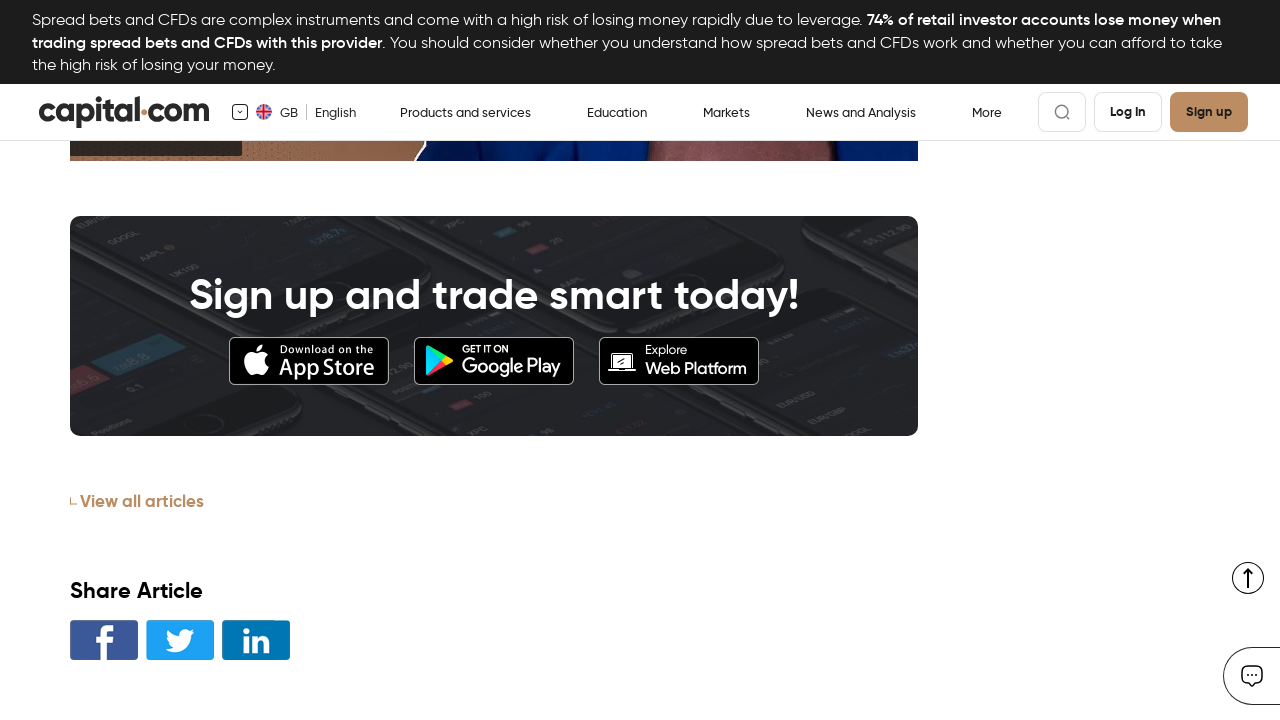 Spread bets and CFDs are complex instruments and come with a high risk of losing money rapidly due to leverage. 74% of retail investor accounts lose money when
trading spread bets and CFDs with this provider. You should consider whether you understand how spread bets and CFDs work and whether you can afford to take
the high risk of losing your money.
capital.com GB English Products and services Education Markets News and Analysis More Log In Sign up
Sign up and trade smart today!
Download on the
App Store
GET IT ON
Google Play
Explore
Web Platform
View all articles
Share Article